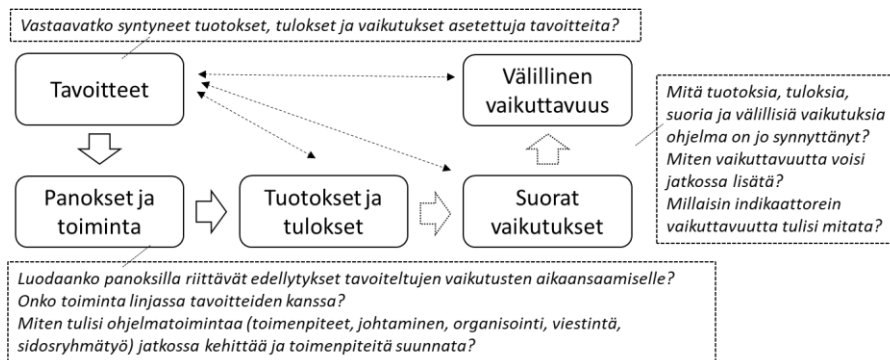 Vastaavatko syntyneet tuotokset, tulokset ja vaikutukset asetettuja tavoitteita?
Tavoitteet
Välillinen
vaikuttavuus
Mitä tuotoksia, tuloksia,
suoria ja välillisiä vaikutuksia
ohjelma on jo synnyttänyt?
Miten vaikuttavuutta voisi
jatkossa lisätä?
Millaisin indikaattorein
vaikuttavuutta tulisi mitata?
Panokset ja
toiminta
Tuotokset ja
tulokset
Suorat
vaikutukset
Luodaanko panoksilla riittävät edellytykset tavoiteltujen vaikutusten aikaansaamiselle?
Onko toiminta linjassa tavoitteiden kanssa?
Miten tulisi ohjelmatoimintaa (toimenpiteet, johtaminen, organisointi, viestintä,
sidosryhmätyö) jatkossa kehittää ja toimenpiteitä suunnata?